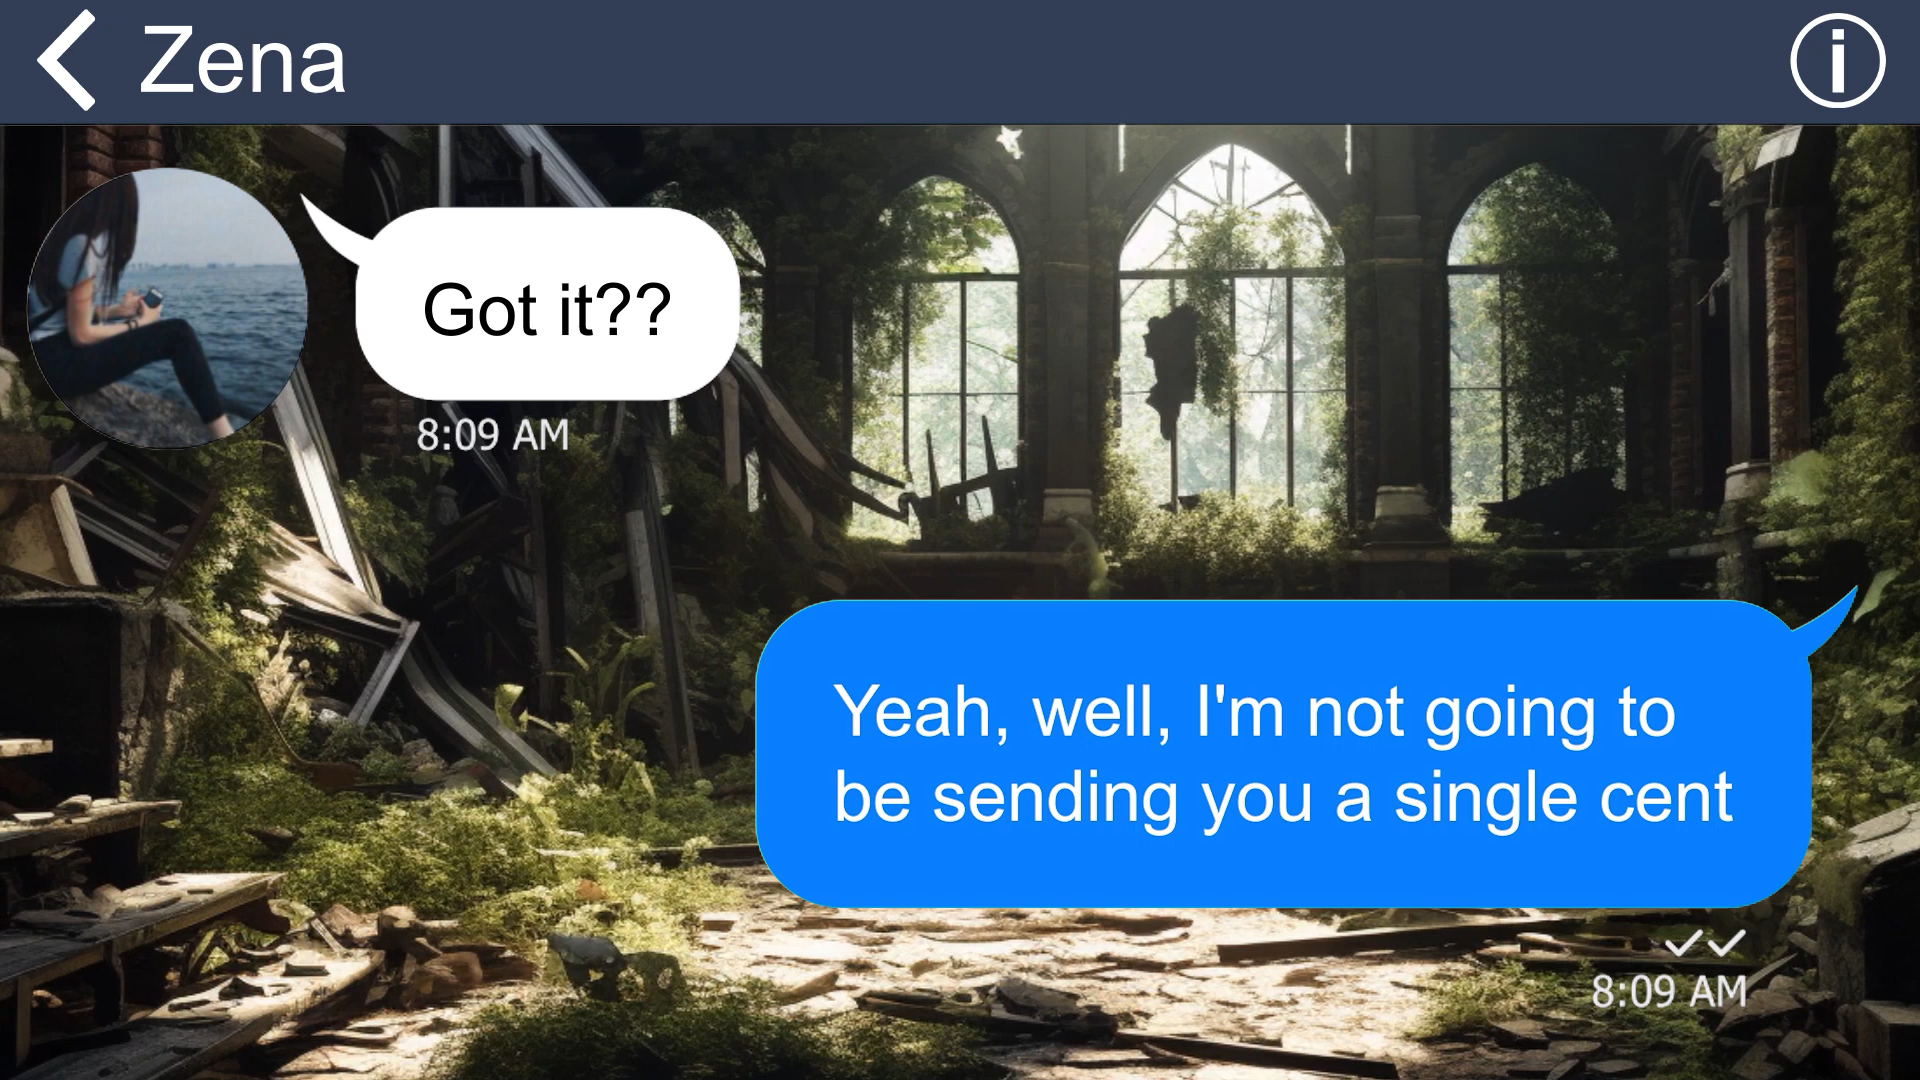 Zena
Got it??
8:09 AM
Yeah, well, I'm not going to
be sending you a single cent
8:09 AM